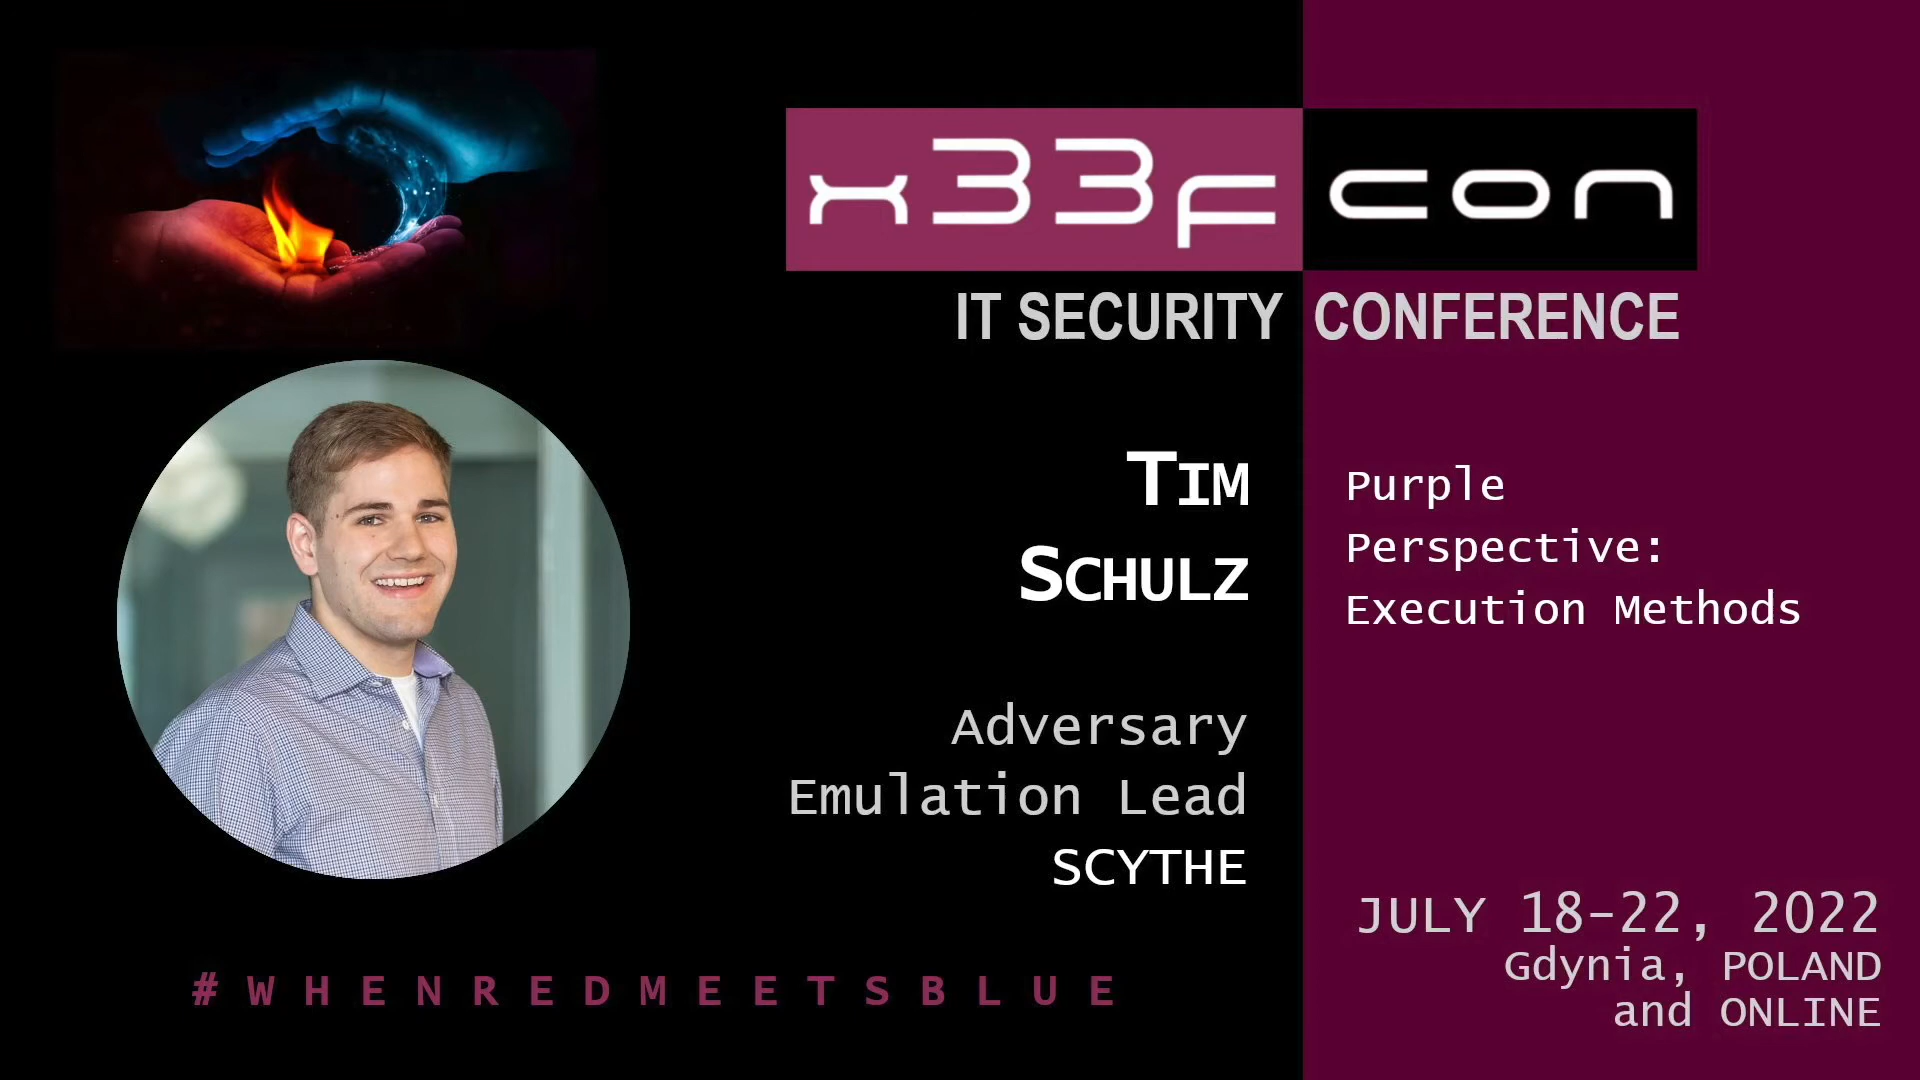 x33fcon
IT SECURITY CONFERENCE
TIM
SCHULZ
Adversary
Emulation Lead
SCYTHE
Purple
Perspective:
Execution Methods
JULY 18-22, 2022
Gdynia, POLAND
and ONLINE
#WHENREDMEETSBLUE